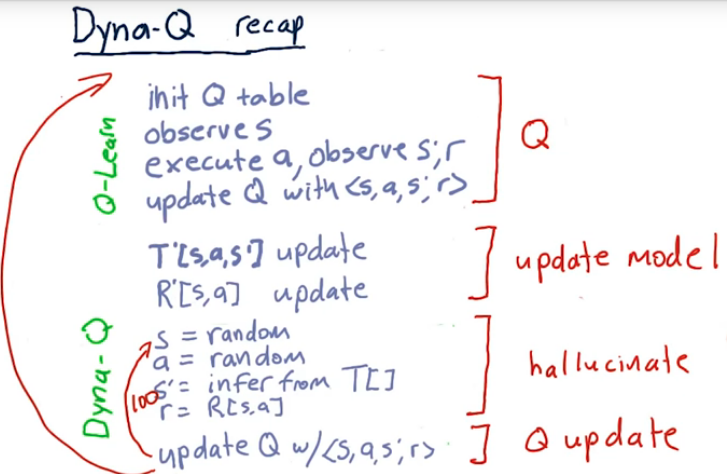 Dyna-Q recap
init Q table
observe s
execute a, observe s', r
update Q with <s, a, s', r>
Q-Learn
Q
T'[s,a,s'] update
R'[s,a] update
update model
Dyna-Q
s = random
a = random
s' = infer from T[]
r = R[s,a]
100
hallucinate
update Q w/ <s, a, s', r>
Q update